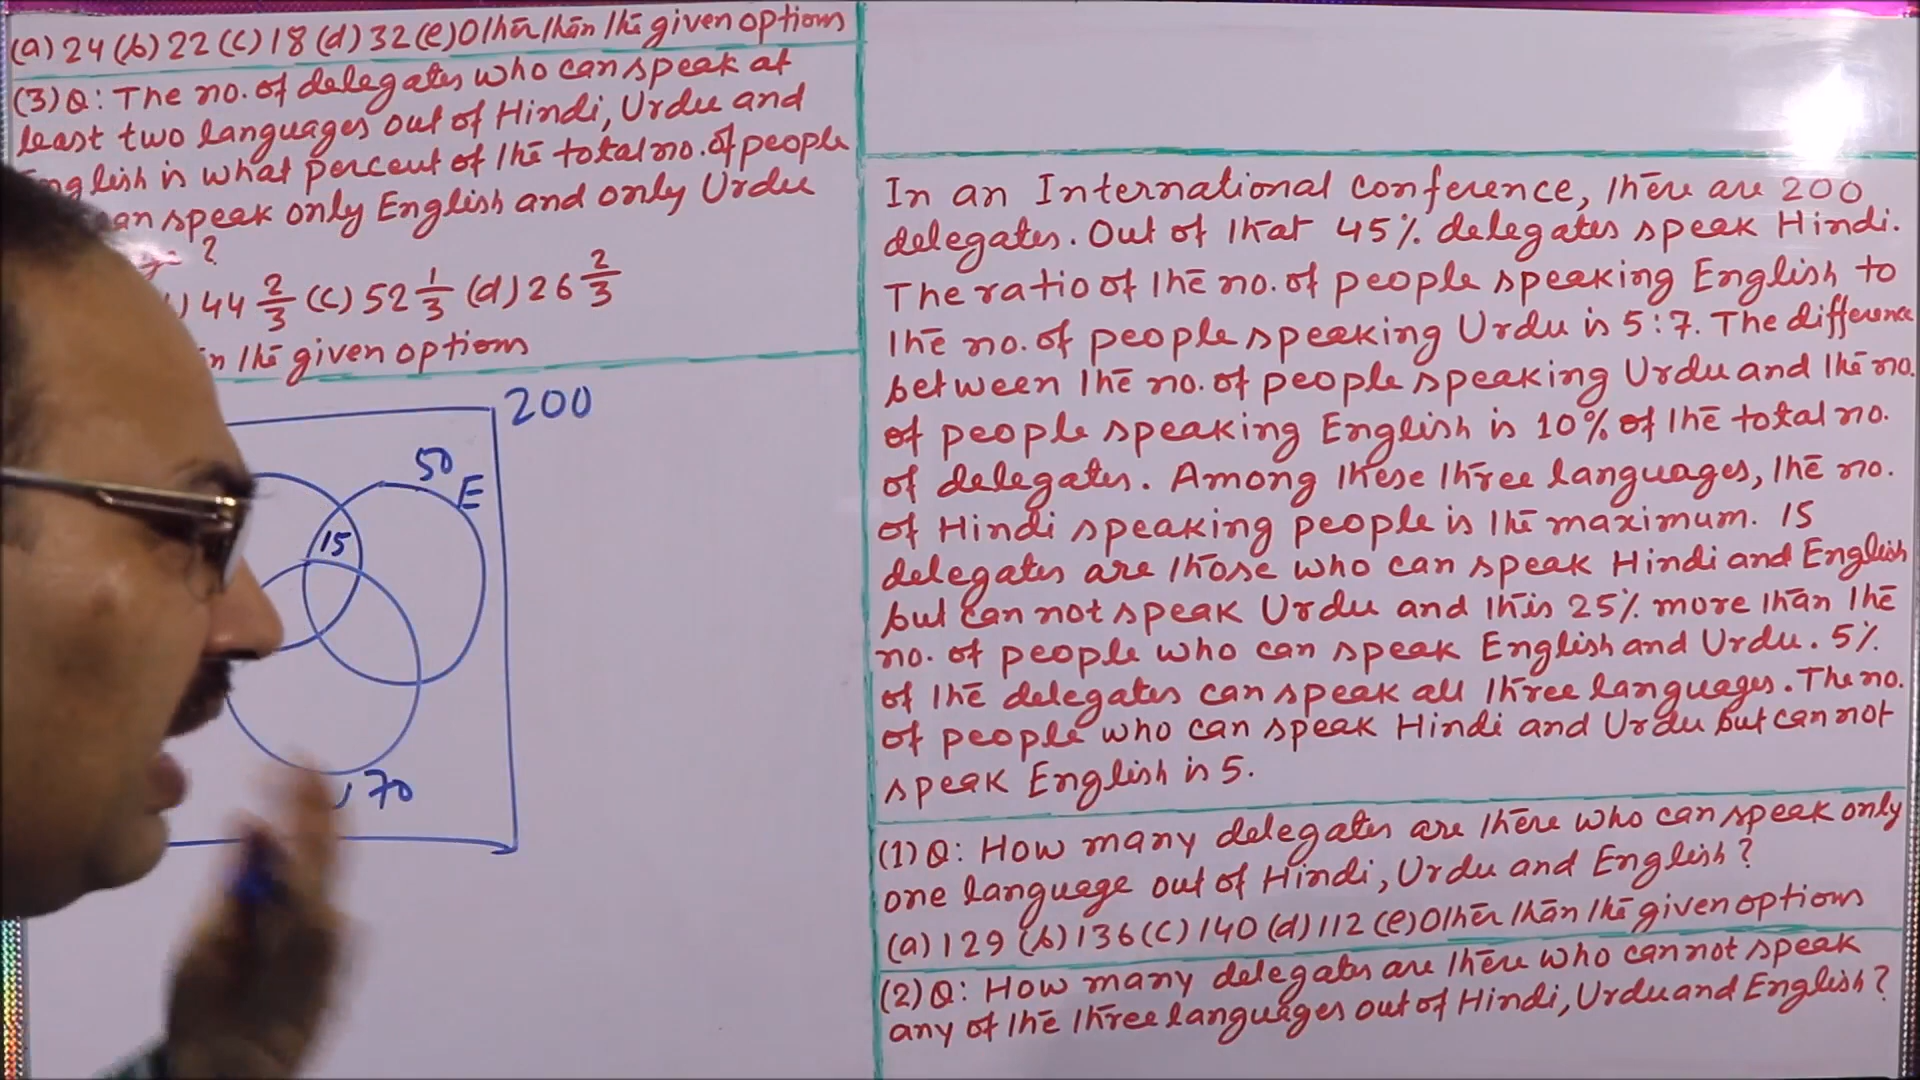 (a) 24 (b) 22 (c) 18 (d) 32 (e) Other than the given options
(3) Q: The no. of delegates who can speak at
least two languages out of Hindi, Urdu and
English is what percent of the total no. of people
can speak only English and only Urdu
?
) 44 2/3 (c) 52 1/3 (d) 26 2/3
n the given options
200
50
E
15
70
In an International conference, there are 200
delegates. Out of that 45% delegates speak Hindi.
The ratio of the no. of people speaking English to
the no. of people speaking Urdu is 5:7. The difference
between the no. of people speaking Urdu and the no.
of people speaking English is 10% of the total no.
of delegates. Among these three languages, the no.
of Hindi speaking people is the maximum. 15
delegates are those who can speak Hindi and English
but can not speak Urdu and this 25% more than the
no. of people who can speak English and Urdu. 5%
of the delegates can speak all three languages. The no.
of people who can speak Hindi and Urdu but can not
speak English is 5.
(1) Q: How many delegates are there who can speak only
one language out of Hindi, Urdu and English?
(a) 129 (b) 136 (c) 140 (d) 112 (e) Other than the given options
(2) Q: How many delegates are there who can not speak
any of the three languages out of Hindi, Urdu and English?